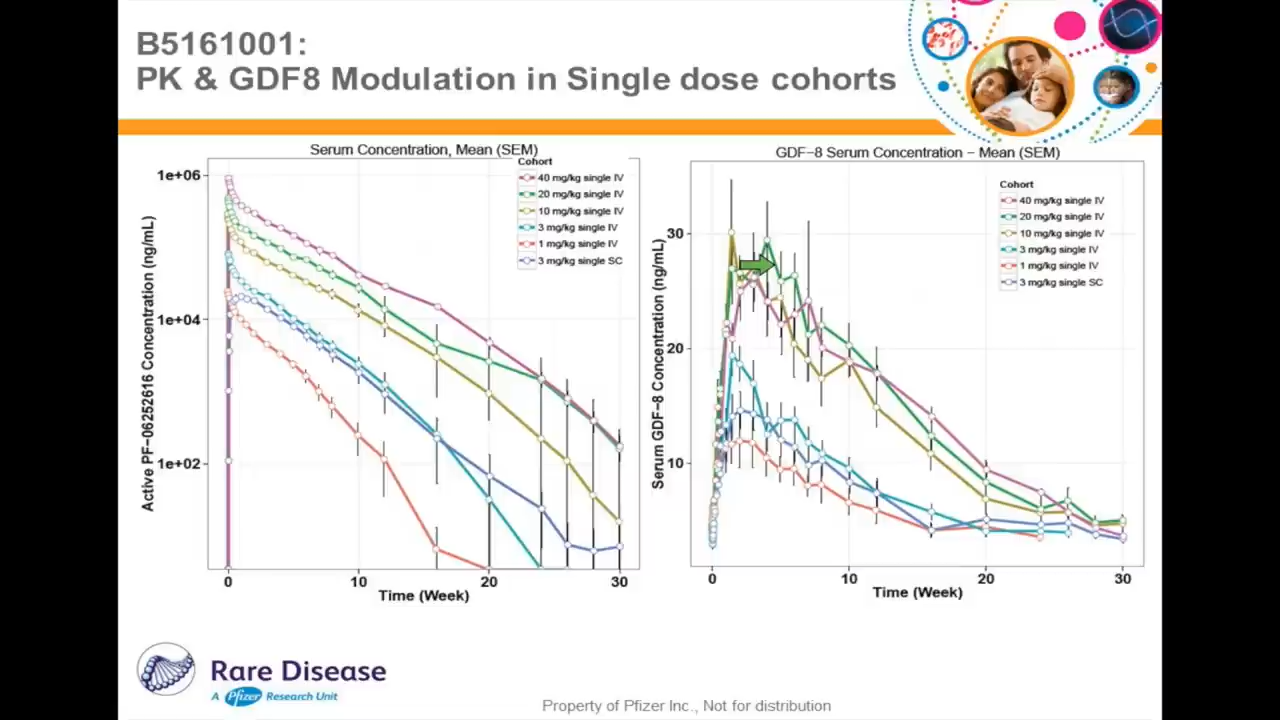 B5161001:
PK & GDF8 Modulation in Single dose cohorts
Serum Concentration, Mean (SEM)
Cohort
40 mg/kg single IV
20 mg/kg single IV
10 mg/kg single IV
3 mg/kg single IV
1 mg/kg single IV
3 mg/kg single SC
Active PF-06252616 Concentration (ng/mL)
1e+06
1e+04
1e+02
0 10 20 30
Time (Week)
GDF-8 Serum Concentration - Mean (SEM)
Cohort
40 mg/kg single IV
20 mg/kg single IV
10 mg/kg single IV
3 mg/kg single IV
1 mg/kg single IV
3 mg/kg single SC
Serum GDF-8 Concentration (ng/mL)
30
20
10
0 10 20 30
Time (Week)
Rare Disease
A Pfizer Research Unit
Property of Pfizer Inc., Not for distribution